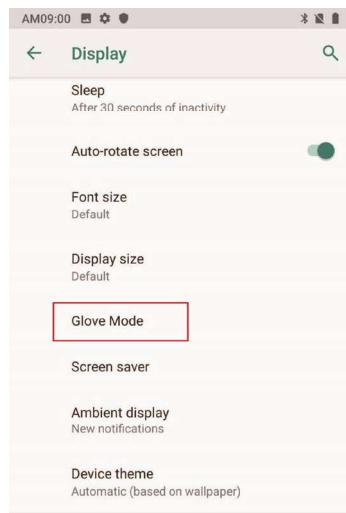 AM09:00
Display
Sleep
After 30 seconds of inactivity
Auto-rotate screen
Font size
Default
Display size
Default
Glove Mode
Screen saver
Ambient display
New notifications
Device theme
Automatic (based on wallpaper)